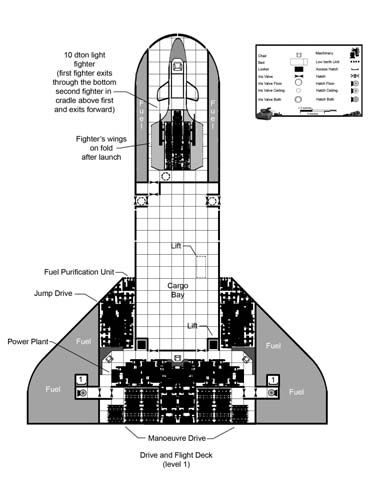 10 dton light
fighter
(first fighter exits
through the bottom
second fighter in
cradle above first
and exits forward)
Fuel
Fuel
Fighter's wings
on fold
after launch
Chair
Machinery
Bed
Low berth Unit
Locker
Access Hatch
Iris Valve
Hatch
Iris Valve Floor
Hatch Floor
Iris Valve Ceiling
Hatch Ceiling
Iris Valve Both
Hatch Both
Lift
Fuel Purification Unit
Cargo
Bay
Jump Drive
Lift
Power Plant
Fuel
Fuel
1
1
Fuel
Fuel
Manoeuvre Drive
Drive and Flight Deck
(level 1)